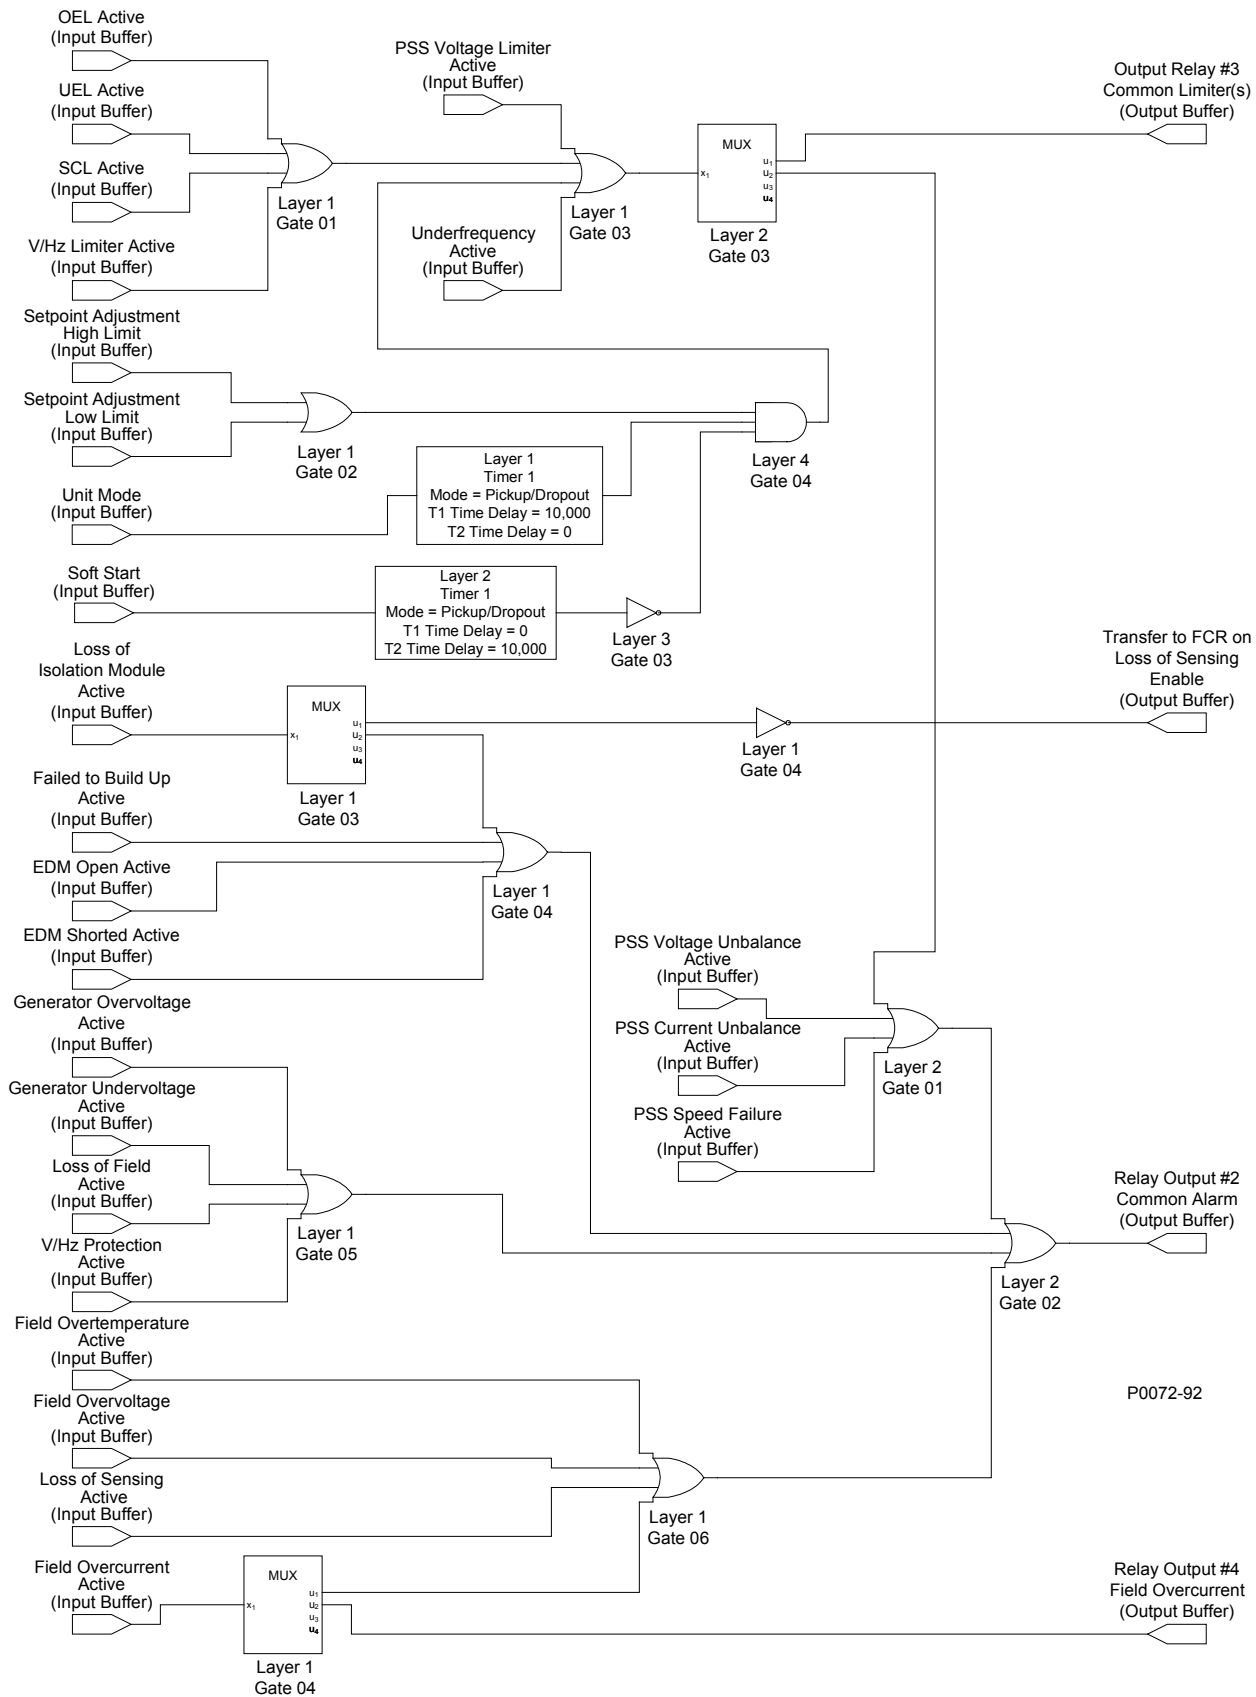 OEL Active
(Input Buffer)
UEL Active
(Input Buffer)
SCL Active
(Input Buffer)
V/Hz Limiter Active
(Input Buffer)
Layer 1
Gate 01
PSS Voltage Limiter
Active
(Input Buffer)
Underfrequency
Active
(Input Buffer)
Layer 1
Gate 03
MUX
x1
u1
u2
u3
u4
Layer 2
Gate 03
Output Relay #3
Common Limiter(s)
(Output Buffer)
Setpoint Adjustment
High Limit
(Input Buffer)
Setpoint Adjustment
Low Limit
(Input Buffer)
Layer 1
Gate 02
Unit Mode
(Input Buffer)
Layer 1
Timer 1
Mode = Pickup/Dropout
T1 Time Delay = 10,000
T2 Time Delay = 0
Layer 4
Gate 04
Soft Start
(Input Buffer)
Layer 2
Timer 1
Mode = Pickup/Dropout
T1 Time Delay = 0
T2 Time Delay = 10,000
Layer 3
Gate 03
Loss of
Isolation Module
Active
(Input Buffer)
MUX
x1
u1
u2
u3
u4
Layer 1
Gate 03
Layer 1
Gate 04
Transfer to FCR on
Loss of Sensing
Enable
(Output Buffer)
Failed to Build Up
Active
(Input Buffer)
EDM Open Active
(Input Buffer)
EDM Shorted Active
(Input Buffer)
Layer 1
Gate 04
PSS Voltage Unbalance
Active
(Input Buffer)
PSS Current Unbalance
Active
(Input Buffer)
PSS Speed Failure
Active
(Input Buffer)
Layer 2
Gate 01
Generator Overvoltage
Active
(Input Buffer)
Generator Undervoltage
Active
(Input Buffer)
Loss of Field
Active
(Input Buffer)
V/Hz Protection
Active
(Input Buffer)
Layer 1
Gate 05
Relay Output #2
Common Alarm
(Output Buffer)
Layer 2
Gate 02
Field Overtemperature
Active
(Input Buffer)
Field Overvoltage
Active
(Input Buffer)
Loss of Sensing
Active
(Input Buffer)
Layer 1
Gate 06
P0072-92
Field Overcurrent
Active
(Input Buffer)
MUX
x1
u1
u2
u3
u4
Layer 1
Gate 04
Relay Output #4
Field Overcurrent
(Output Buffer)